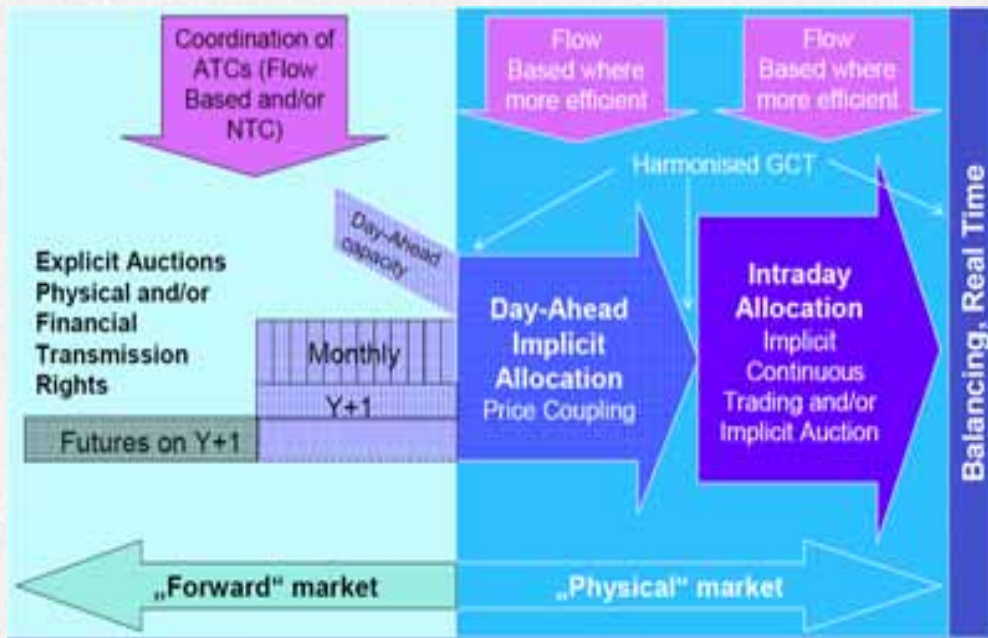 Coordination of
ATCs (Flow
Based and/or
NTC)
Flow
Based where
more efficient
Flow
Based where
more efficient
Harmonised GCT
Day-Ahead
capacity
Explicit Auctions
Physical and/or
Financial
Transmission
Rights
Monthly
Y+1
Futures on Y+1
Day-Ahead
Implicit
Allocation
Price Coupling
Intraday
Allocation
Implicit
Continuous
Trading and/or
Implicit Auction
Balancing, Real Time
„Forward“ market
„Physical“ market